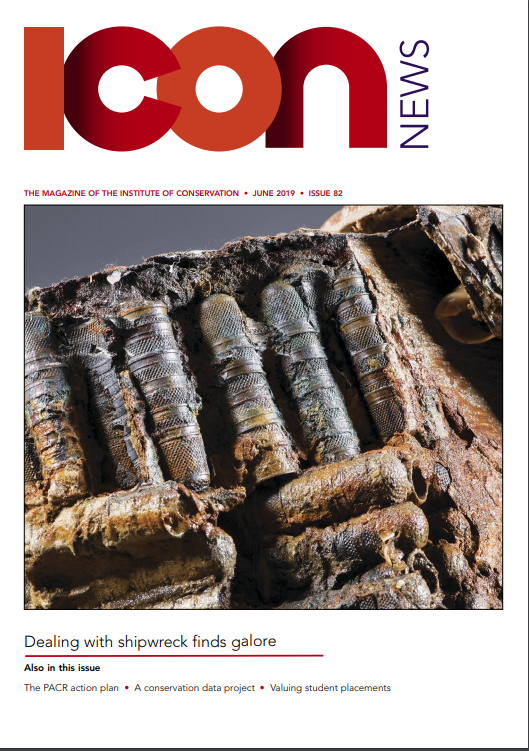 icon NEWS
THE MAGAZINE OF THE INSTITUTE OF CONSERVATION • JUNE 2019 • ISSUE 82
Dealing with shipwreck finds galore
Also in this issue
The PACR action plan • A conservation data project • Valuing student placements